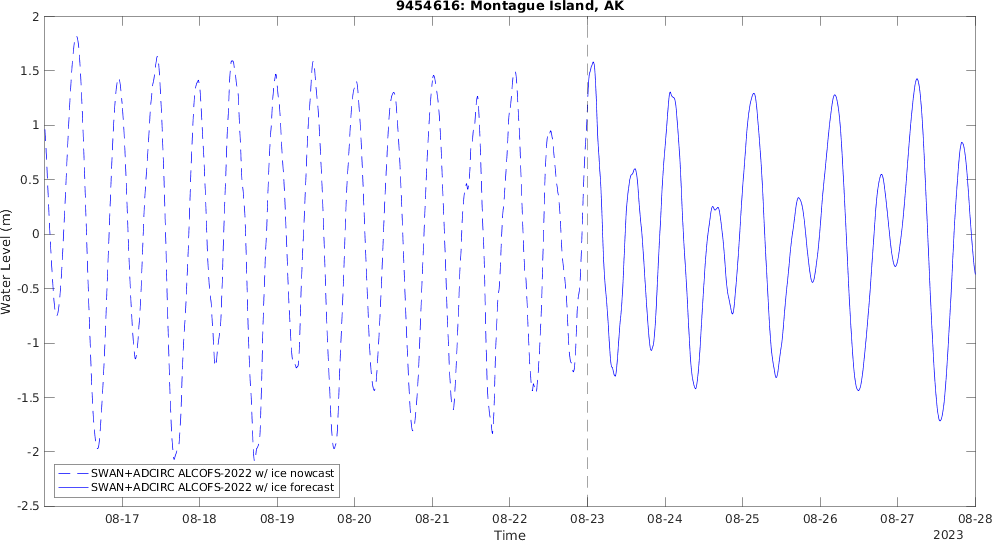 9454616: Montague Island, AK
2
1.5
1
0.5
0
-0.5
-1
-1.5
-2
-2.5
Water Level (m)
SWAN+ADCIRC ALCOFS-2022 w/ ice nowcast
SWAN+ADCIRC ALCOFS-2022 w/ ice forecast
08-17 08-18 08-19 08-20 08-21 08-22 08-23 08-24 08-25 08-26 08-27 08-28
Time
2023